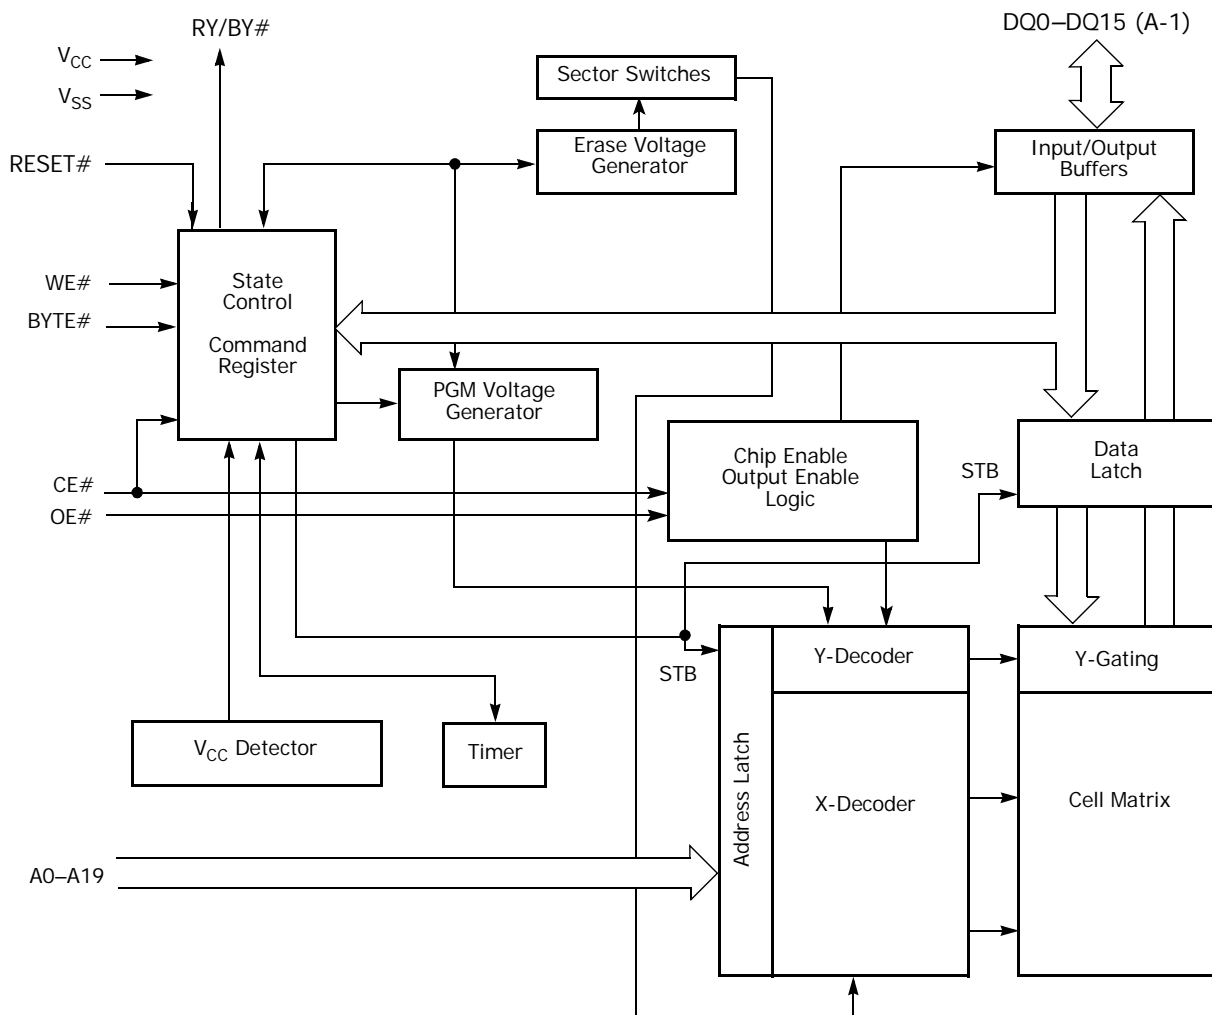 RY/BY#
DQ0–DQ15 (A-1)
VCC
VSS
Sector Switches
Erase Voltage
Generator
Input/Output
Buffers
RESET#
WE#
BYTE#
State
Control
Command
Register
PGM Voltage
Generator
Chip Enable
Output Enable
Logic
STB
Data
Latch
CE#
OE#
STB
Y-Decoder
Y-Gating
VCC Detector
Timer
Address Latch
X-Decoder
Cell Matrix
A0–A19